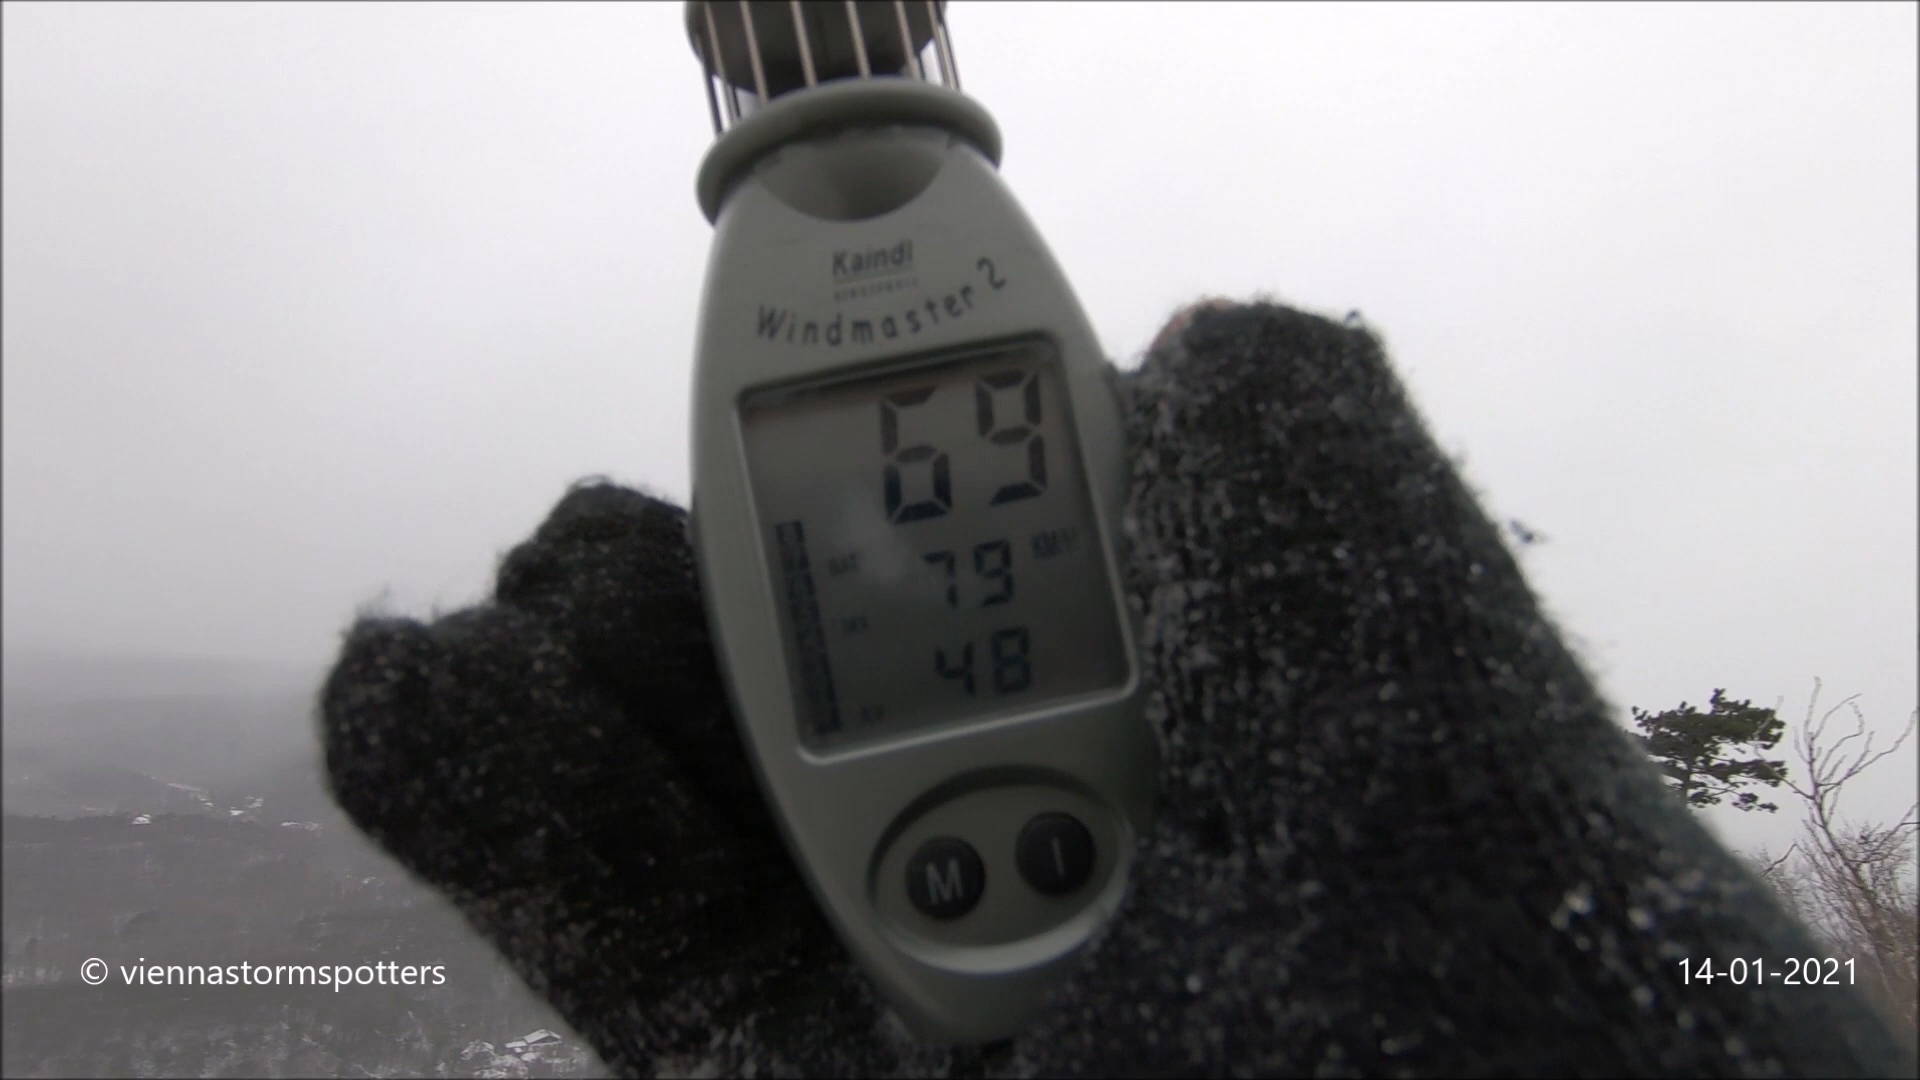 Kaindl
Windmaster 2
69
79
KM/H
48
M
I
© viennastormspotters
14-01-2021